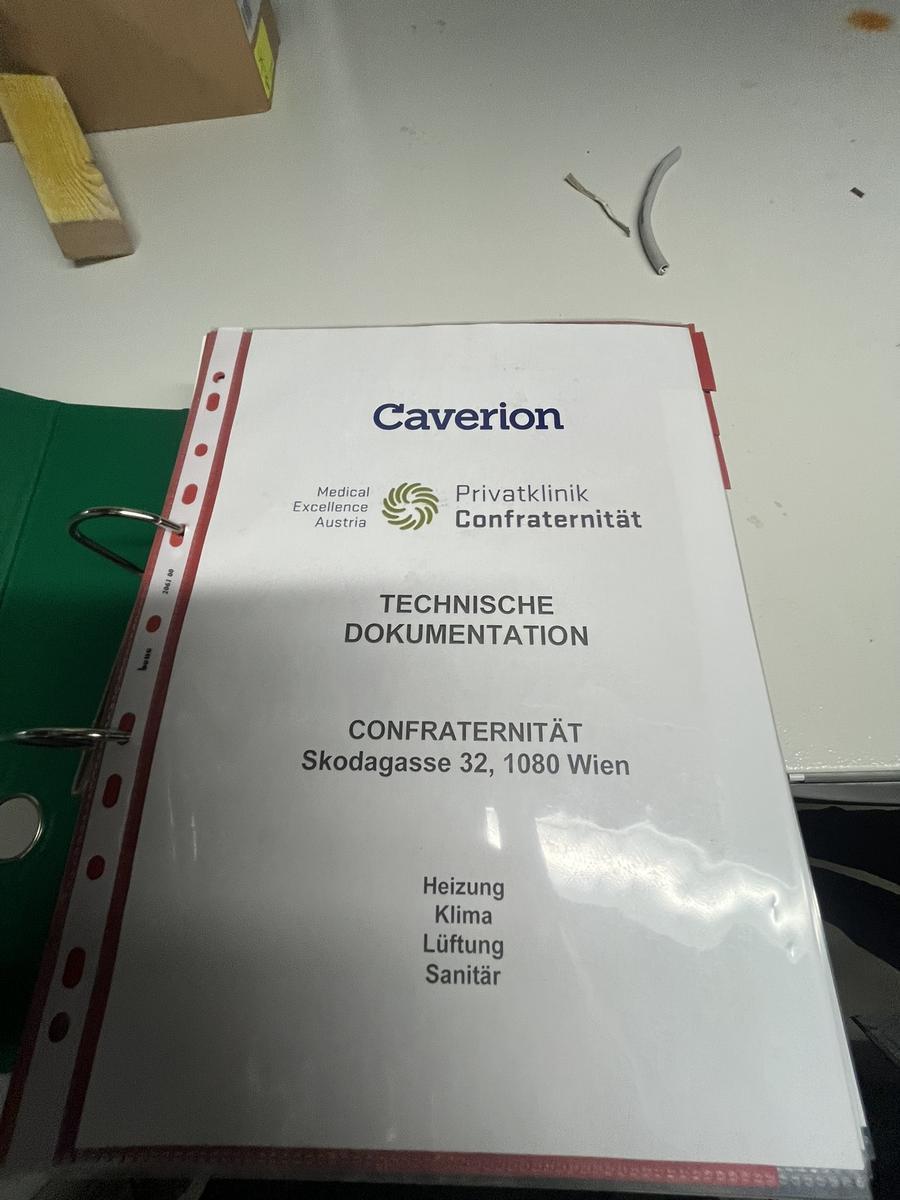 Caverion
Medical
Excellence
Austria
Privatklinik
Confraternität
TECHNISCHE
DOKUMENTATION
CONFRATERNITÄT
Skodagasse 32, 1080 Wien
Heizung
Klima
Lüftung
Sanitär